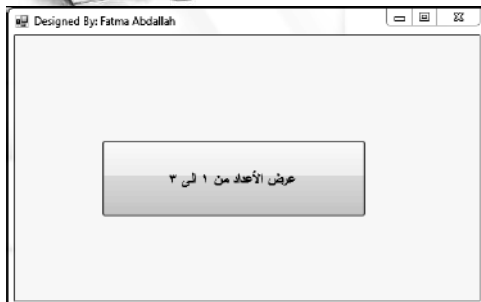 Designed By: Fatma Abdallah
عرض الأعداد من ١ الى ٣